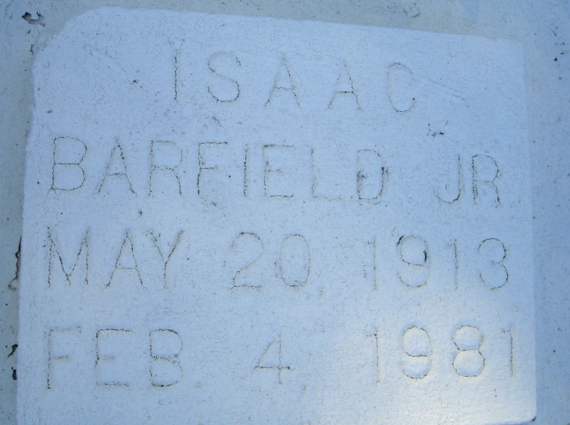 ISAAC
BARFIELD JR
MAY 20, 1913
FEB. 4, 1981